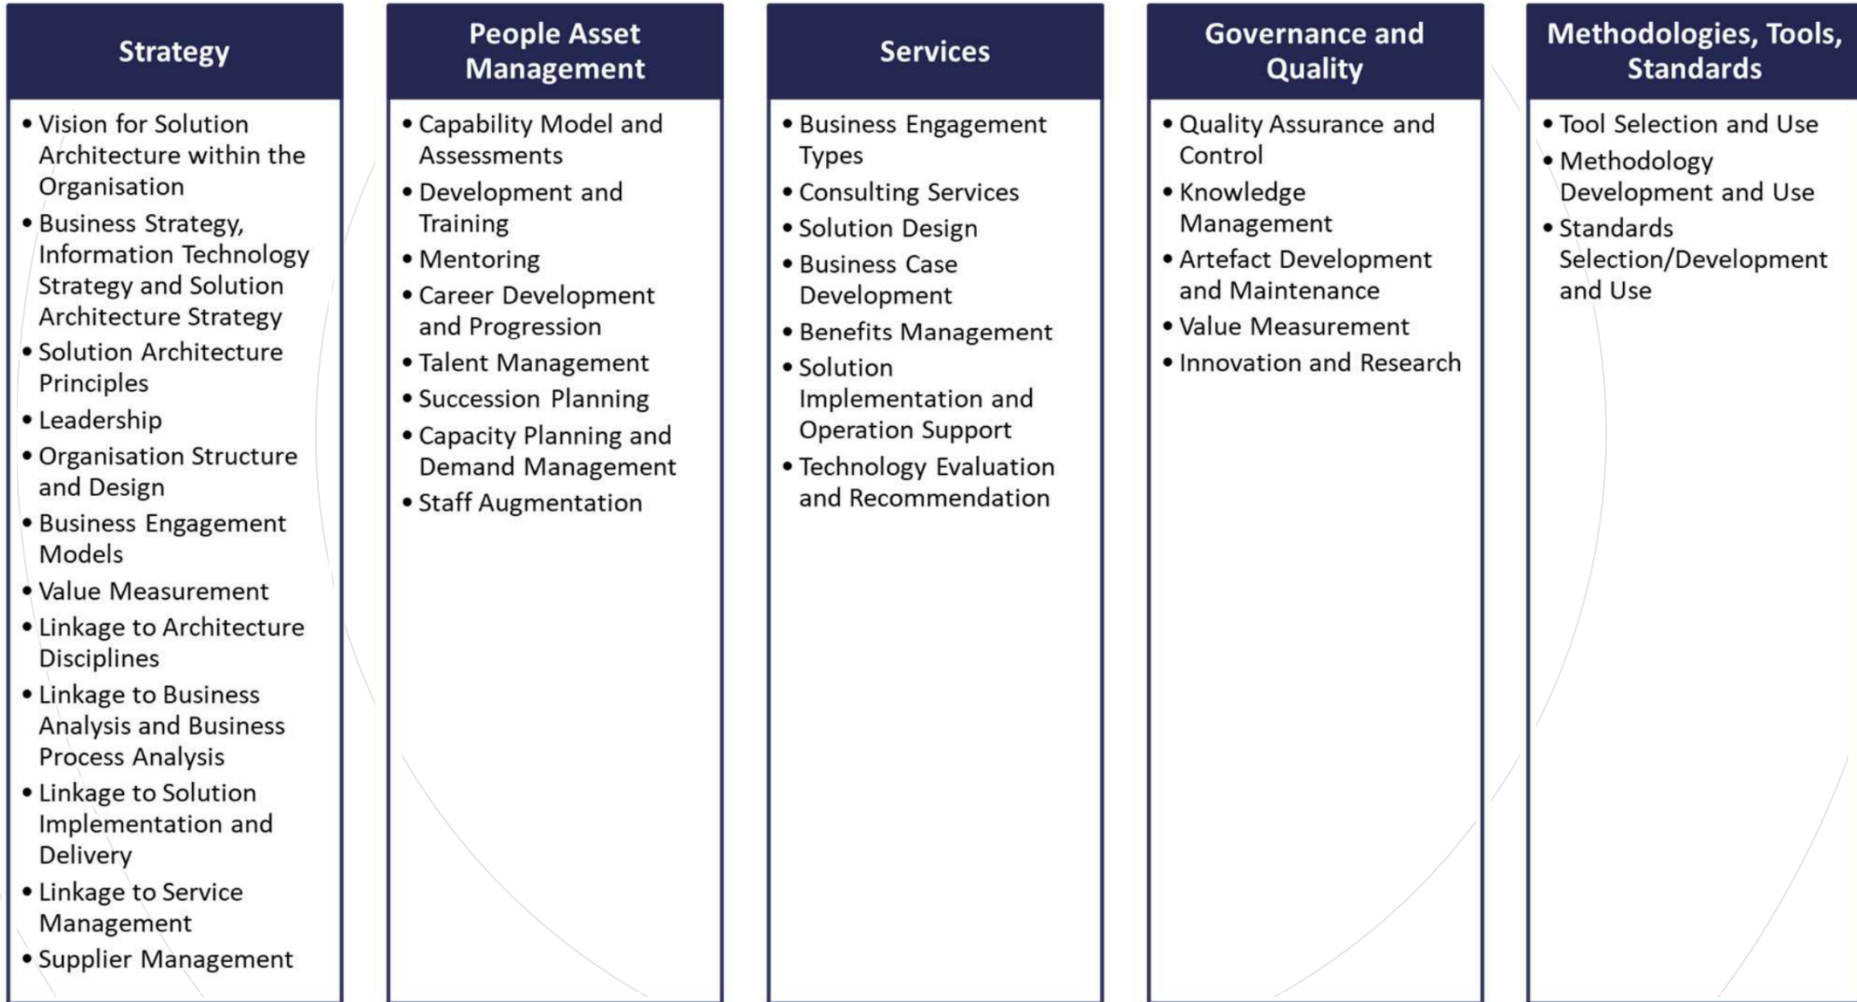 Strategy
• Vision for Solution
Architecture within the
Organisation
• Business Strategy,
Information Technology
Strategy and Solution
Architecture Strategy
• Solution Architecture
Principles
• Leadership
• Organisation Structure
and Design
• Business Engagement
Models
• Value Measurement
• Linkage to Architecture
Disciplines
• Linkage to Business
Analysis and Business
Process Analysis
• Linkage to Solution
Implementation and
Delivery
• Linkage to Service
Management
• Supplier Management
People Asset
Management
• Capability Model and
Assessments
• Development and
Training
• Mentoring
• Career Development
and Progression
• Talent Management
• Succession Planning
• Capacity Planning and
Demand Management
• Staff Augmentation
Services
• Business Engagement
Types
• Consulting Services
• Solution Design
• Business Case
Development
• Benefits Management
• Solution
Implementation and
Operation Support
• Technology Evaluation
and Recommendation
Governance and
Quality
• Quality Assurance and
Control
• Knowledge
Management
• Artefact Development
and Maintenance
• Value Measurement
• Innovation and Research
Methodologies, Tools,
Standards
• Tool Selection and Use
• Methodology
Development and Use
• Standards
Selection/Development
and Use